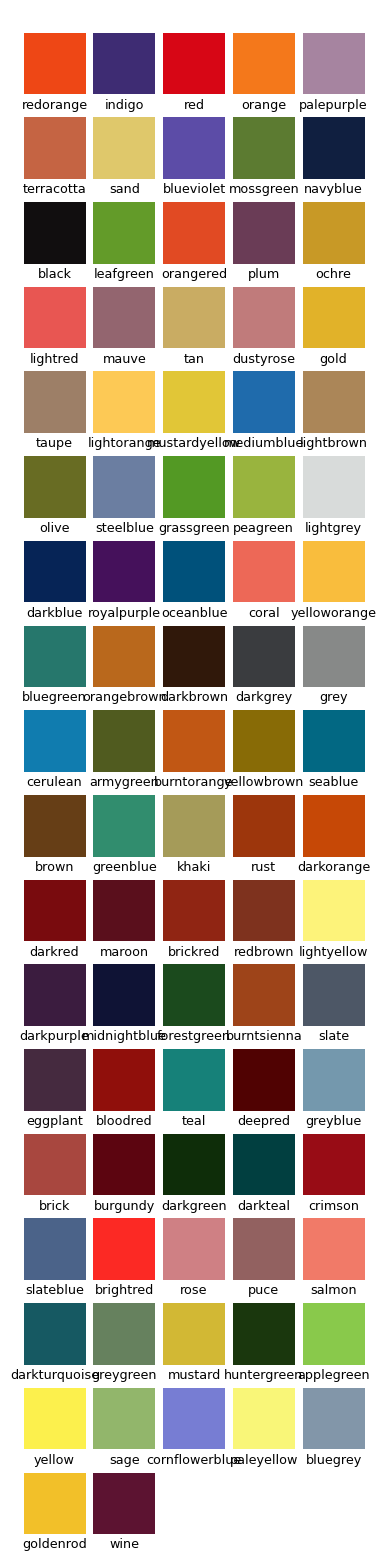 redorange indigo red orange palepurple
terracotta sand blueviolet mossgreen navyblue
black leafgreen orangered plum ochre
lightred mauve tan dustyrose gold
taupe lightorange mustardyellow mediumblue lightbrown
olive steelblue grassgreen peagreen lightgrey
darkblue royalpurple oceanblue coral yelloworange
bluegreen orangebrown darkbrown darkgrey grey
cerulean armygreen burntorange yellowbrown seablue
brown greenblue khaki rust darkorange
darkred maroon brickred redbrown lightyellow
darkpurple midnightblue forestgreen burntsienna slate
eggplant bloodred teal deepred greyblue
brick burgundy darkgreen darkteal crimson
slateblue brightred rose puce salmon
darkturquoise greygreen mustard huntergreen applegreen
yellow sage cornflowerblue paleyellow bluegrey
goldenrod wine